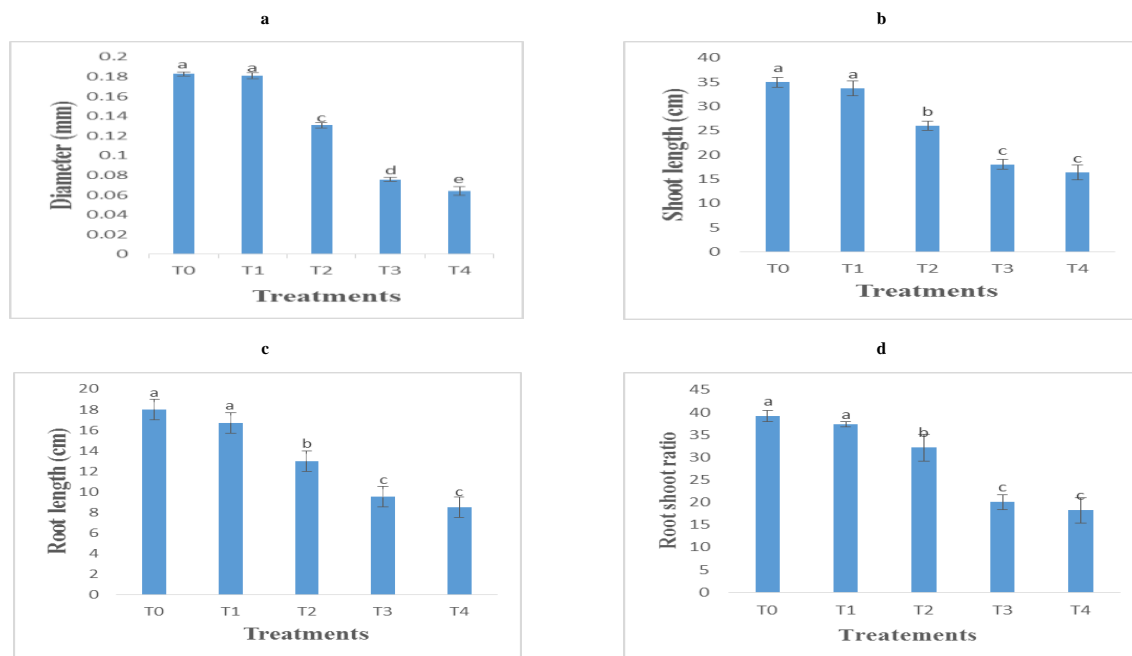 a
Diameter (mm)
0.2
0.18
0.16
0.14
0.12
0.1
0.08
0.06
0.04
0.02
0
a
a
c
d
e
T0
T1
T2
T3
T4
Treatments
b
Shoot length (cm)
40
35
30
25
20
15
10
5
0
a
a
b
c
c
T0
T1
T2
T3
T4
Treatments
c
Root length (cm)
20
18
16
14
12
10
8
6
4
2
0
a
a
b
c
c
T0
T1
T2
T3
T4
Treatments
d
Root shoot ratio
45
40
35
30
25
20
15
10
5
0
a
a
b
c
c
T0
T1
T2
T3
T4
Treatements